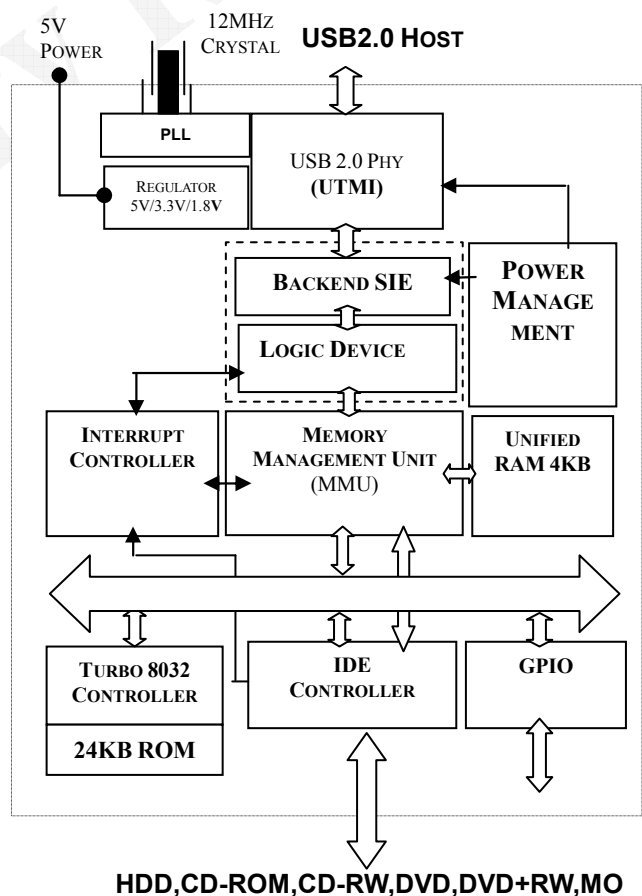 5V
POWER
12MHz
CRYSTAL
USB2.0 HOST
PLL
REGULATOR
5V/3.3V/1.8V
USB 2.0 PHY
(UTMI)
BACKEND SIE
LOGIC DEVICE
POWER
MANAGE
MENT
INTERRUPT
CONTROLLER
MEMORY
MANAGEMENT UNIT
(MMU)
UNIFIED
RAM 4KB
TURBO 8032
CONTROLLER
24KB ROM
IDE
CONTROLLER
GPIO
HDD,CD-ROM,CD-RW,DVD,DVD+RW,MO